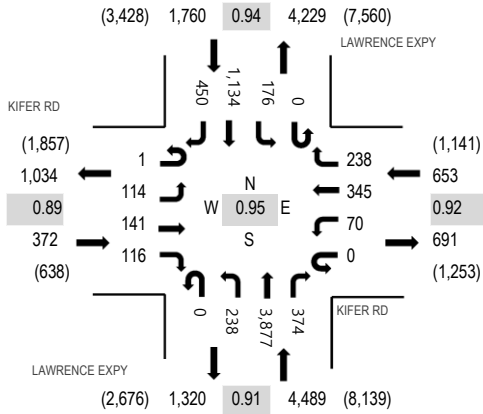 (3,428) 1,760 0.94 4,229 (7,560)
LAWRENCE EXPY
450 1,134 176 0
KIFER RD
(1,857) (1,141)
1 238
1,034 653
114 345
N
0.89 W 0.95 E 0.92
141 70
S
372 691
116 0
(638) (1,253)
0 238 3,877 374
KIFER RD
LAWRENCE EXPY
(2,676) 1,320 0.91 4,489 (8,139)